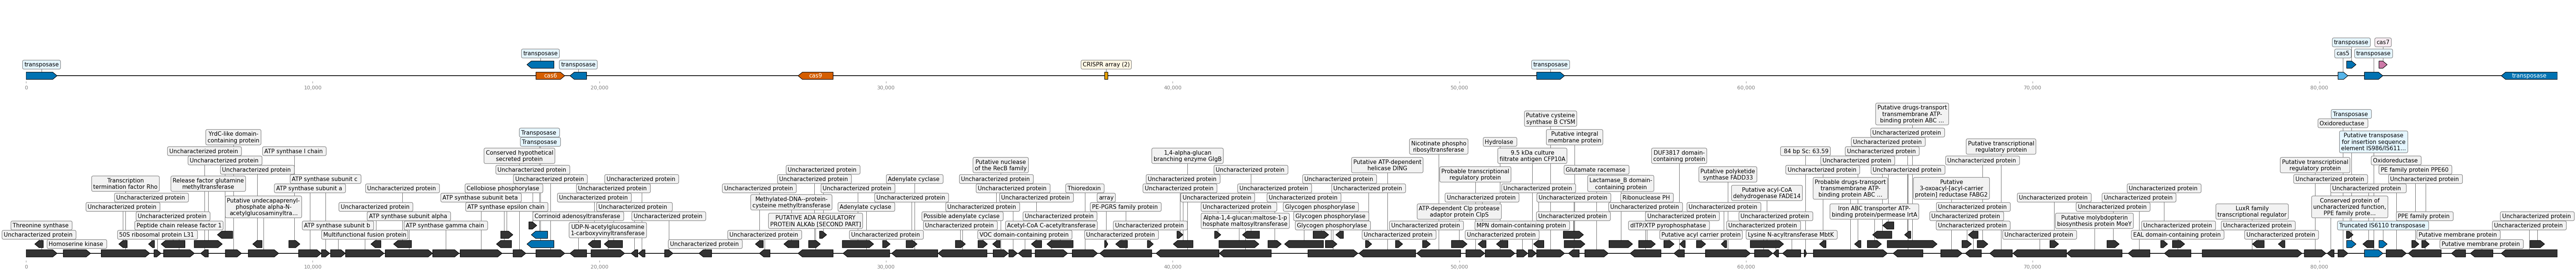 transposase
cas7
cas5
transposase
transposase
transposase
transposase
CRISPR array (2)
transposase
cas6
cas9
transposase
0
10,000
20,000
30,000
40,000
50,000
60,000
70,000
80,000
Putative drugs-transport
transmembrane ATP-
binding protein ABC ...
Putative cysteine
synthase B CYSM
Transposase
Oxidoreductase
YrdC-like domain-
containing protein
Transposase
Transposase
Putative integral
membrane protein
Uncharacterized protein
Putative transposase
for insertion sequence
element IS986/IS611...
Hydrolase
Nicotinate phospho
ribosyltransferase
Uncharacterized protein
Putative transcriptional
regulatory protein
Uncharacterized protein
ATP synthase I chain
Conserved hypothetical
secreted protein
1,4-alpha-glucan
branching enzyme GlgB
9.5 kDa culture
filtrate antigen CFP10A
DUF3817 domain-
containing protein
84 bp Sc: 63.59
Uncharacterized protein
Uncharacterized protein
Putative nuclease
of the RecB family
Putative ATP-dependent
helicase DING
Uncharacterized protein
Uncharacterized protein
Putative transcriptional
regulatory protein
Oxidoreductase
Uncharacterized protein
Uncharacterized protein
Uncharacterized protein
Uncharacterized protein
Probable transcriptional
regulatory protein
Glutamate racemase
Putative polyketide
synthase FADD33
Uncharacterized protein
PE family protein PPE60
Transcription
termination factor Rho
Release factor glutamine
methyltransferase
ATP synthase subunit c
Uncharacterized protein
Uncharacterized protein
Uncharacterized protein
Adenylate cyclase
Uncharacterized protein
Uncharacterized protein
Uncharacterized protein
Lactamase_B domain-
containing protein
Probable drugs-transport
transmembrane ATP-
binding protein ABC ...
Putative
3-oxoacyl-[acyl-carrier
protein] reductase FABG2
Uncharacterized protein
Uncharacterized protein
ATP synthase subunit a
Uncharacterized protein
Cellobiose phosphorylase
Uncharacterized protein
Uncharacterized protein
Uncharacterized protein
Uncharacterized protein
Thioredoxin
Uncharacterized protein
Uncharacterized protein
Uncharacterized protein
Putative acyl-CoA
dehydrogenase FADE14
Uncharacterized protein
Uncharacterized protein
Uncharacterized protein
Putative undecaprenyl-
phosphate alpha-N-
acetylglucosaminyltra...
ATP synthase subunit beta
Uncharacterized protein
Methylated-DNA--protein-
cysteine methyltransferase
Uncharacterized protein
array
Uncharacterized protein
Uncharacterized protein
Ribonuclease PH
Uncharacterized protein
Conserved protein of
uncharacterized function,
PPE family prote...
Uncharacterized protein
Uncharacterized protein
ATP synthase epsilon chain
Adenylate cyclase
Uncharacterized protein
PE-PGRS family protein
Uncharacterized protein
Glycogen phosphorylase
ATP-dependent Clp protease
adaptor protein ClpS
Uncharacterized protein
Uncharacterized protein
Iron ABC transporter ATP-
binding protein/permease IrtA
Uncharacterized protein
Uncharacterized protein
LuxR family
transcriptional regulator
Uncharacterized protein
ATP synthase subunit alpha
Corrinoid adenosyltransferase
Uncharacterized protein
PUTATIVE ADA REGULATORY
PROTEIN ALKAb [SECOND PART]
Possible adenylate cyclase
Uncharacterized protein
Alpha-1,4-glucan:maltose-1-p
hosphate maltosyltransferase
Glycogen phosphorylase
Uncharacterized protein
Uncharacterized protein
Uncharacterized protein
Uncharacterized protein
Putative molybdopterin
biosynthesis protein MoeY
PPE family protein
Uncharacterized protein
Threonine synthase
Peptide chain release factor 1
ATP synthase subunit b
ATP synthase gamma chain
UDP-N-acetylglucosamine
1-carboxyvinyltransferase
Uncharacterized protein
Acetyl-CoA C-acetyltransferase
Uncharacterized protein
Glycogen phosphorylase
MPN domain-containing protein
dITP/XTP pyrophosphatase
Uncharacterized protein
Uncharacterized protein
Truncated IS6110 transposase
Uncharacterized protein
Uncharacterized protein
50S ribosomal protein L31
Multifunctional fusion protein
Uncharacterized protein
Uncharacterized protein
VOC domain-containing protein
Uncharacterized protein
Uncharacterized protein
Uncharacterized protein
Putative acyl carrier protein
Lysine N-acyltransferase MbtK
Uncharacterized protein
EAL domain-containing protein
Uncharacterized protein
Putative membrane protein
Homoserine kinase
Uncharacterized protein
Putative membrane protein
0
10,000
20,000
30,000
40,000
50,000
60,000
70,000
80,000